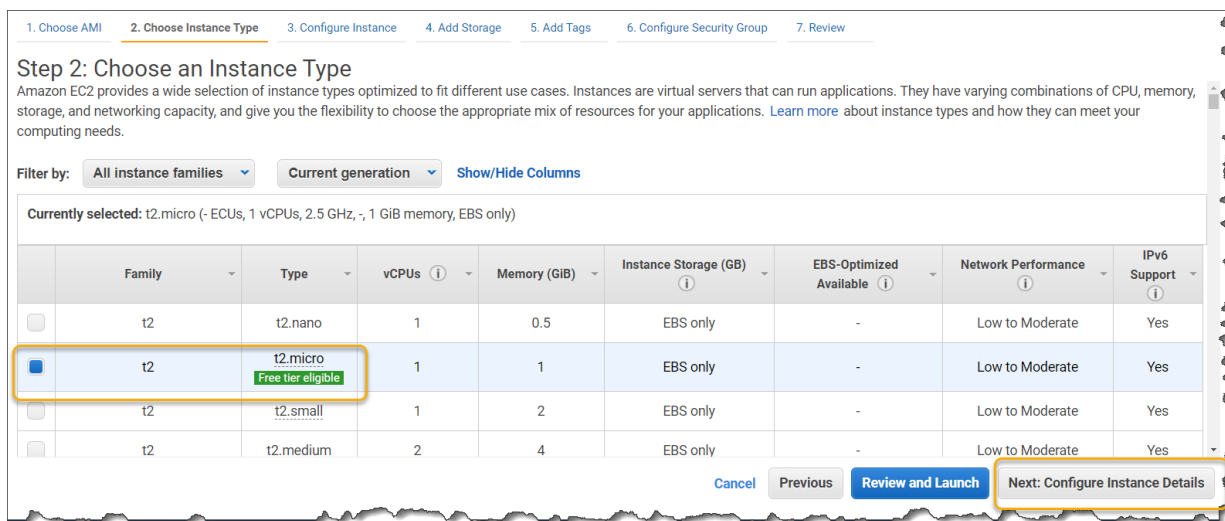 1. Choose AMI 2. Choose Instance Type 3. Configure Instance 4. Add Storage 5. Add Tags 6. Configure Security Group 7. Review
Step 2: Choose an Instance Type
Amazon EC2 provides a wide selection of instance types optimized to fit different use cases. Instances are virtual servers that can run applications. They have varying combinations of CPU, memory,
storage, and networking capacity, and give you the flexibility to choose the appropriate mix of resources for your applications. Learn more about instance types and how they can meet your
computing needs.
Filter by: All instance families Current generation Show/Hide Columns
Currently selected: t2.micro (- ECUs, 1 vCPUs, 2.5 GHz, -, 1 GiB memory, EBS only)
Family Type vCPUs i Memory (GiB) Instance Storage (GB) i EBS-Optimized Available i Network Performance i IPv6 Support i
t2 t2.nano 1 0.5 EBS only - Low to Moderate Yes
t2 t2.micro Free tier eligible 1 1 EBS only - Low to Moderate Yes
t2 t2.small 1 2 EBS only - Low to Moderate Yes
t2 t2.medium 2 4 EBS only - Low to Moderate Yes
Cancel Previous Review and Launch Next: Configure Instance Details